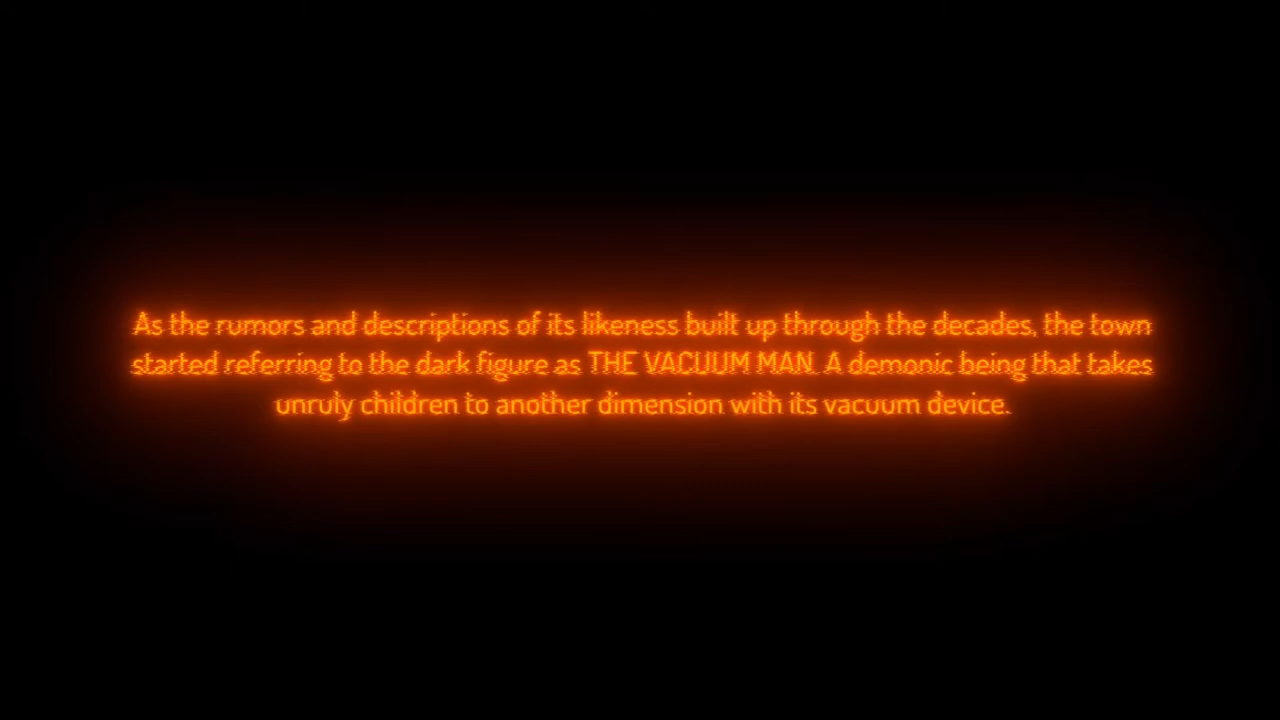 As the rumors and descriptions of its likeness built up through the decades, the town
started referring to the dark figure as THE VACUUM MAN. A demonic being that takes
unruly children to another dimension with its vacuum device.